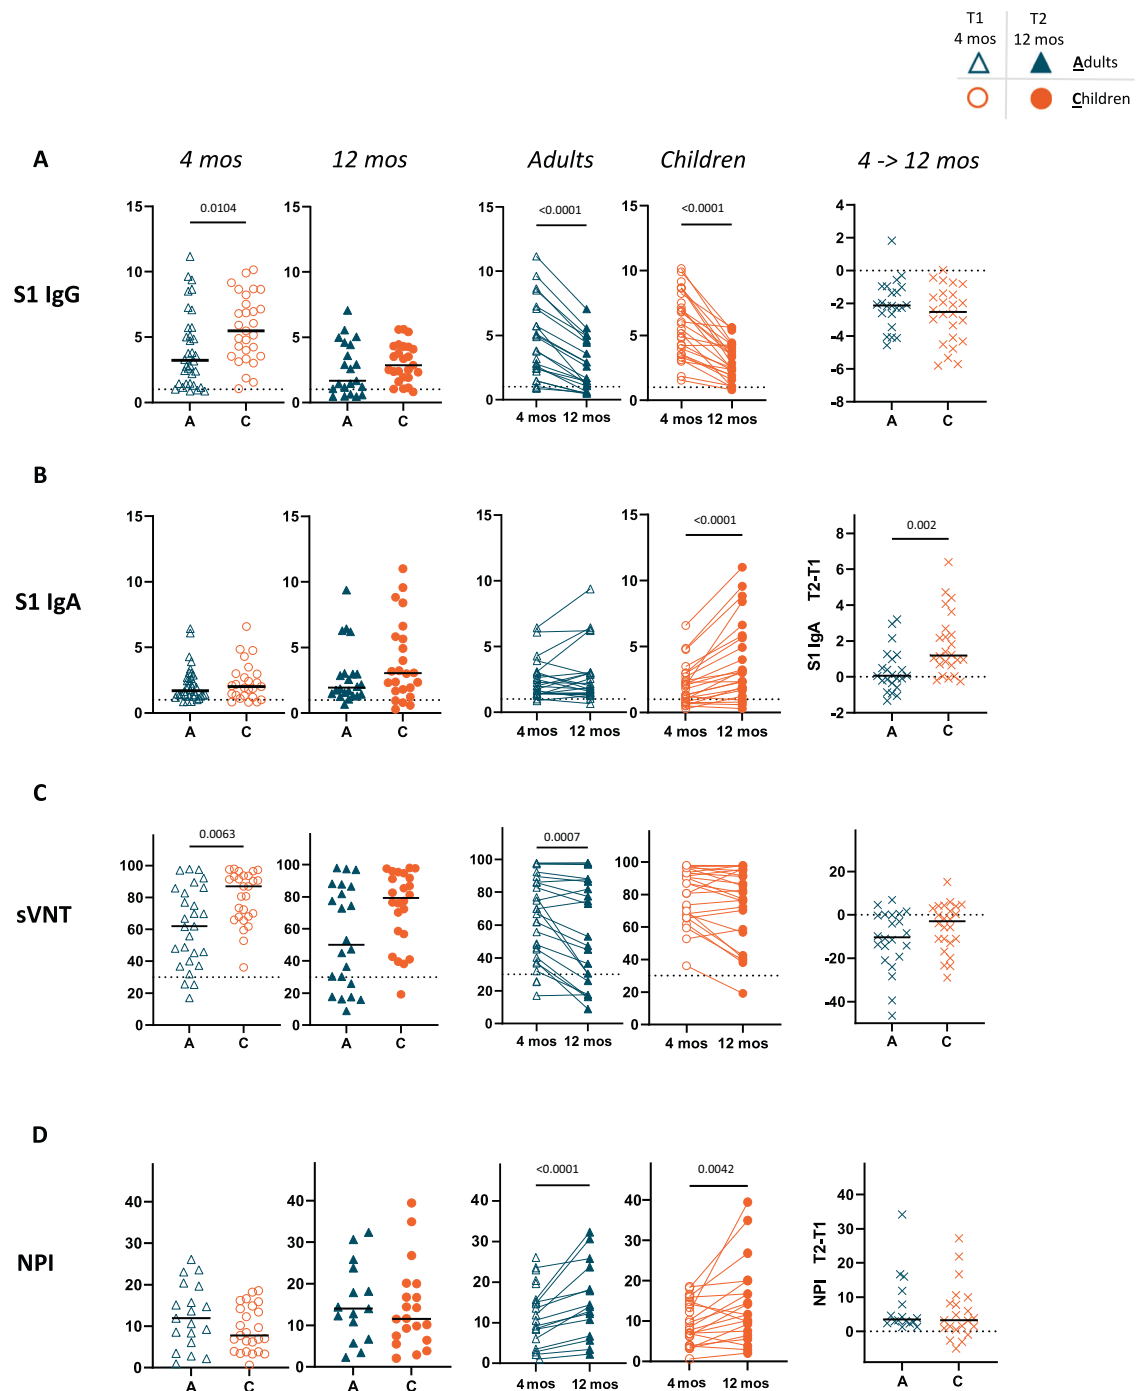 T1 T2
4 mos 12 mos
Adults
Children
A 4 mos 12 mos Adults Children 4 -> 12 mos
S1 IgG
15 10 5 0
0.0104
A C
15 10 5 0
A C
15 10 5 0
<0.0001
4 mos 12 mos
15 10 5 0
<0.0001
4 mos 12 mos
4 2 0 -2 -4 -6 -8
A C
B
S1 IgA
15 10 5 0
A C
15 10 5 0
A C
15 10 5 0
4 mos 12 mos
15 10 5 0
<0.0001
4 mos 12 mos
S1 IgA T2-T1
8 6 4 2 0 -2
0.002
A C
C
sVNT
100 80 60 40 20 0
0.0063
A C
100 80 60 40 20 0
A C
100 80 60 40 20 0
0.0007
4 mos 12 mos
100 80 60 40 20 0
4 mos 12 mos
20 0 -20 -40
A C
D
NPI
40 30 20 10 0
A C
40 30 20 10 0
A C
40 30 20 10 0
<0.0001
4 mos 12 mos
40 30 20 10 0
0.0042
4 mos 12 mos
NPI T2-T1
40 30 20 10 0
A C